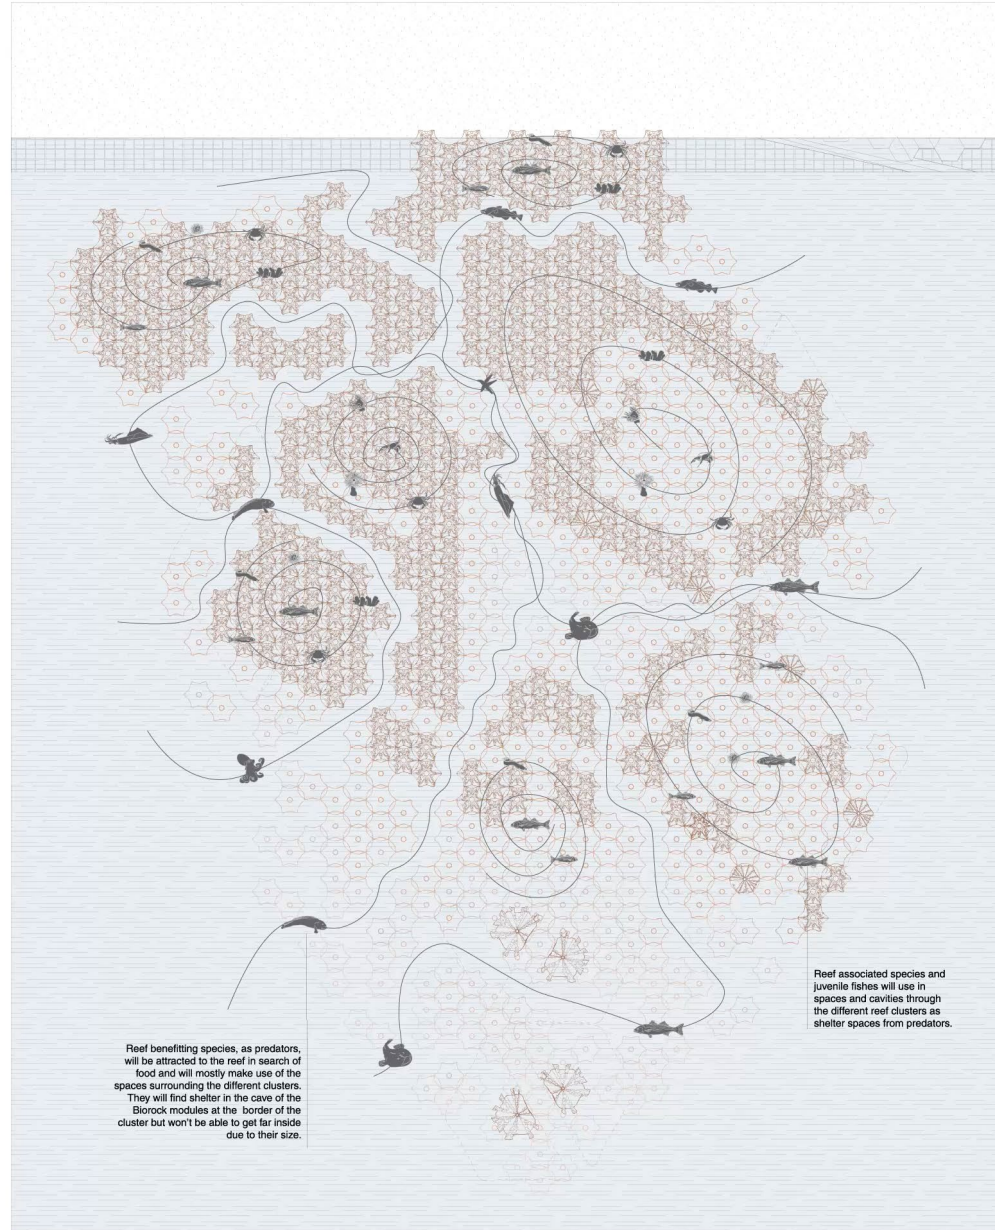 Reef associated species and
juvenile fishes will use in
spaces and cavities through
the different reef clusters as
shelter spaces from predators.
Reef benefitting species, as predators,
will be attracted to the reef in search of
food and will mostly make use of the
spaces surrounding the different clusters.
They will find shelter in the cave of the
Biorock modules at the border of the
cluster but won't be able to get far inside
due to their size.